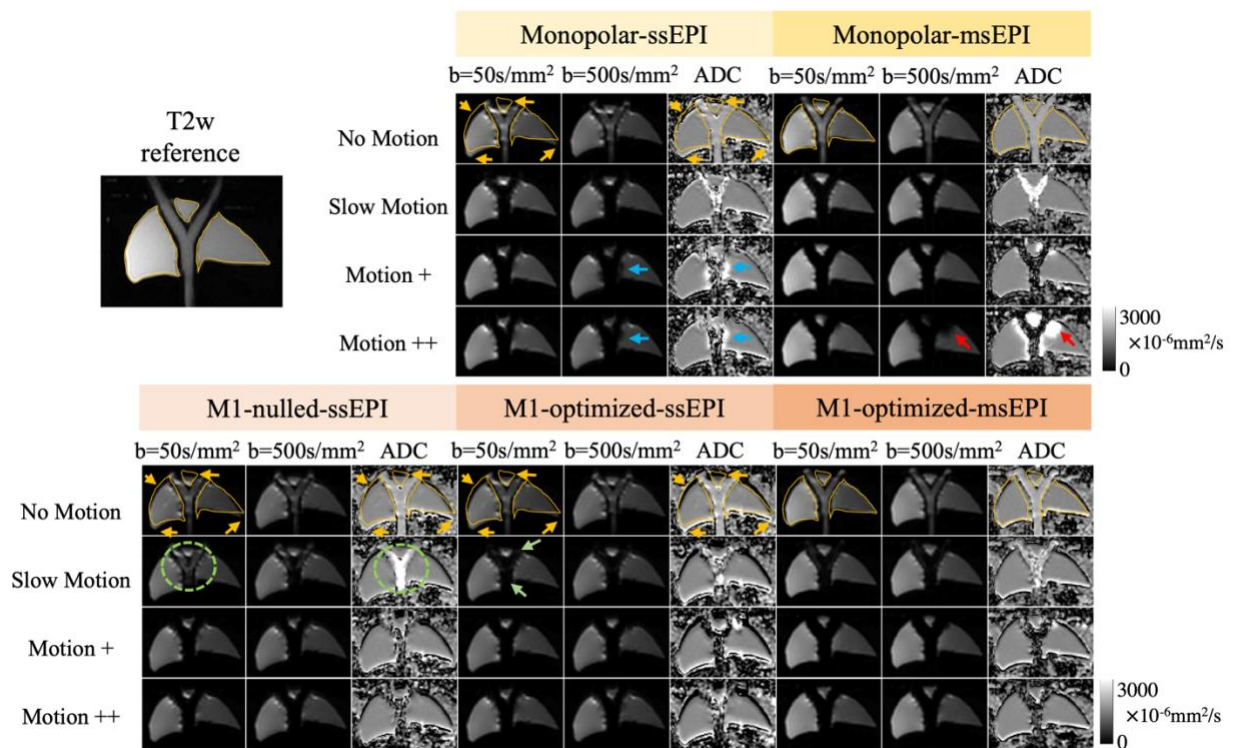 Monopolar-ssEPI Monopolar-msEPI
b=50s/mm² b=500s/mm² ADC b=50s/mm² b=500s/mm² ADC
T2w
reference
No Motion
Slow Motion
Motion +
Motion ++
3000
×10⁻⁶mm²/s
0
M1-nulled-ssEPI M1-optimized-ssEPI M1-optimized-msEPI
b=50s/mm² b=500s/mm² ADC b=50s/mm² b=500s/mm² ADC b=50s/mm² b=500s/mm² ADC
No Motion
Slow Motion
Motion +
Motion ++
3000
×10⁻⁶mm²/s
0